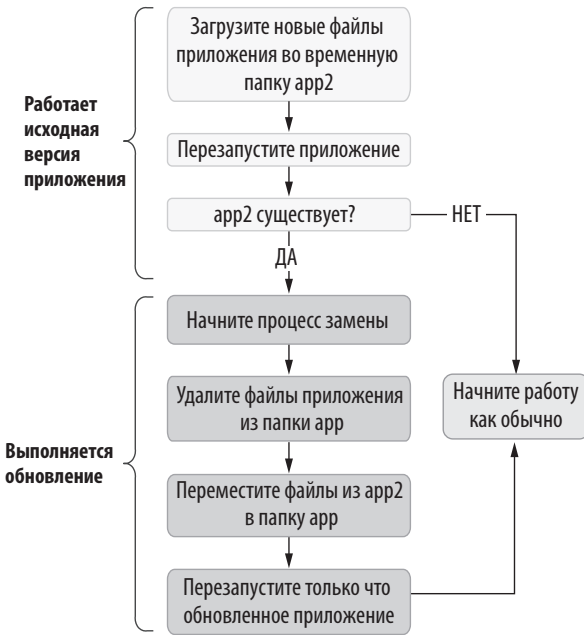 Загрузите новые файлы
приложения во временную
папку app2
Работает
исходная
версия
приложения
Перезапустите приложение
app2 существует?
НЕТ
ДА
Начните процесс замены
Удалите файлы приложения
из папки app
Начните работу
как обычно
Выполняется
обновление
Переместите файлы из app2
в папку app
Перезапустите только что
обновленное приложение